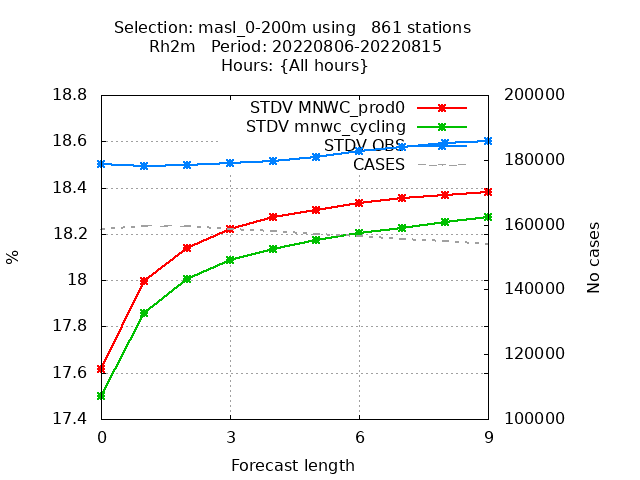 Selection: masl_0-200m using   861 stations
Rh2m   Period: 20220806-20220815
Hours: {All hours}
18.8
18.6
18.4
18.2
18
17.8
17.6
17.4
%
STDV MNWC_prod0
STDV mnwc_cycling
STDV OBS
CASES
200000
180000
160000
140000
120000
100000
No cases
0 3 6 9
Forecast length